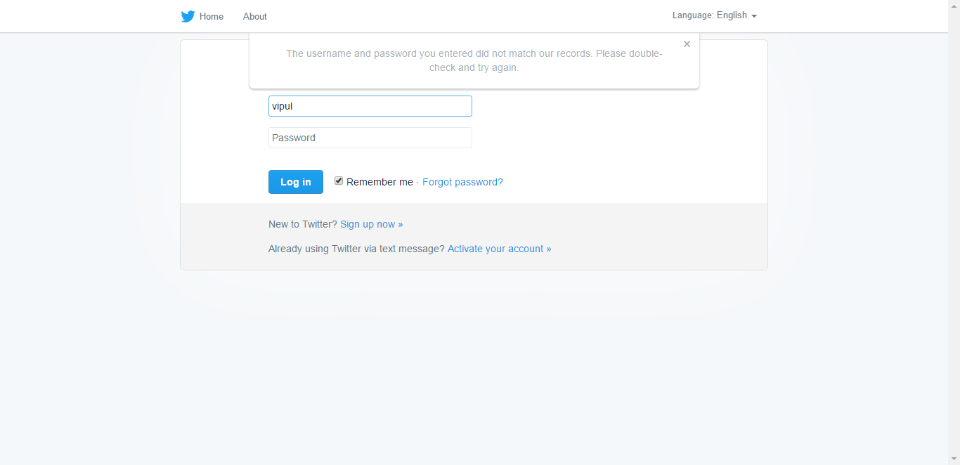 Home About Language: English
×
The username and password you entered did not match our records. Please double-
check and try again.
vipul
Password
Log in Remember me · Forgot password?
New to Twitter? Sign up now »
Already using Twitter via text message? Activate your account »